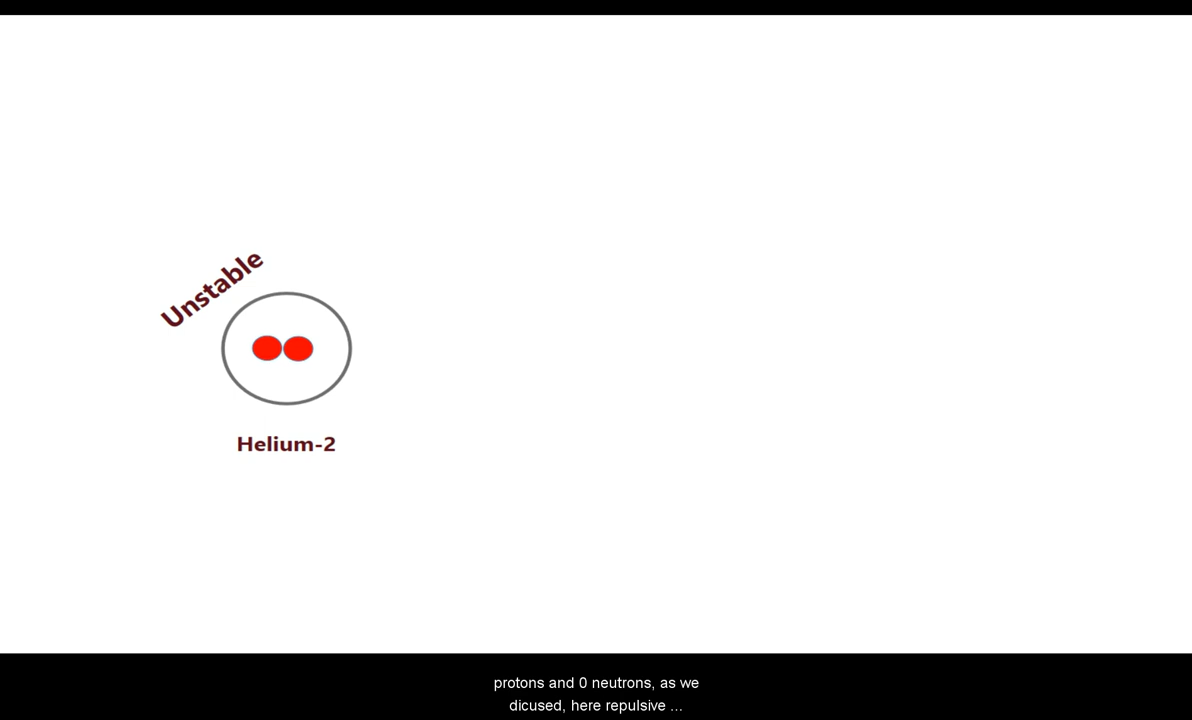 Unstable
Helium-2
protons and 0 neutrons, as we
dicused, here repulsive ...